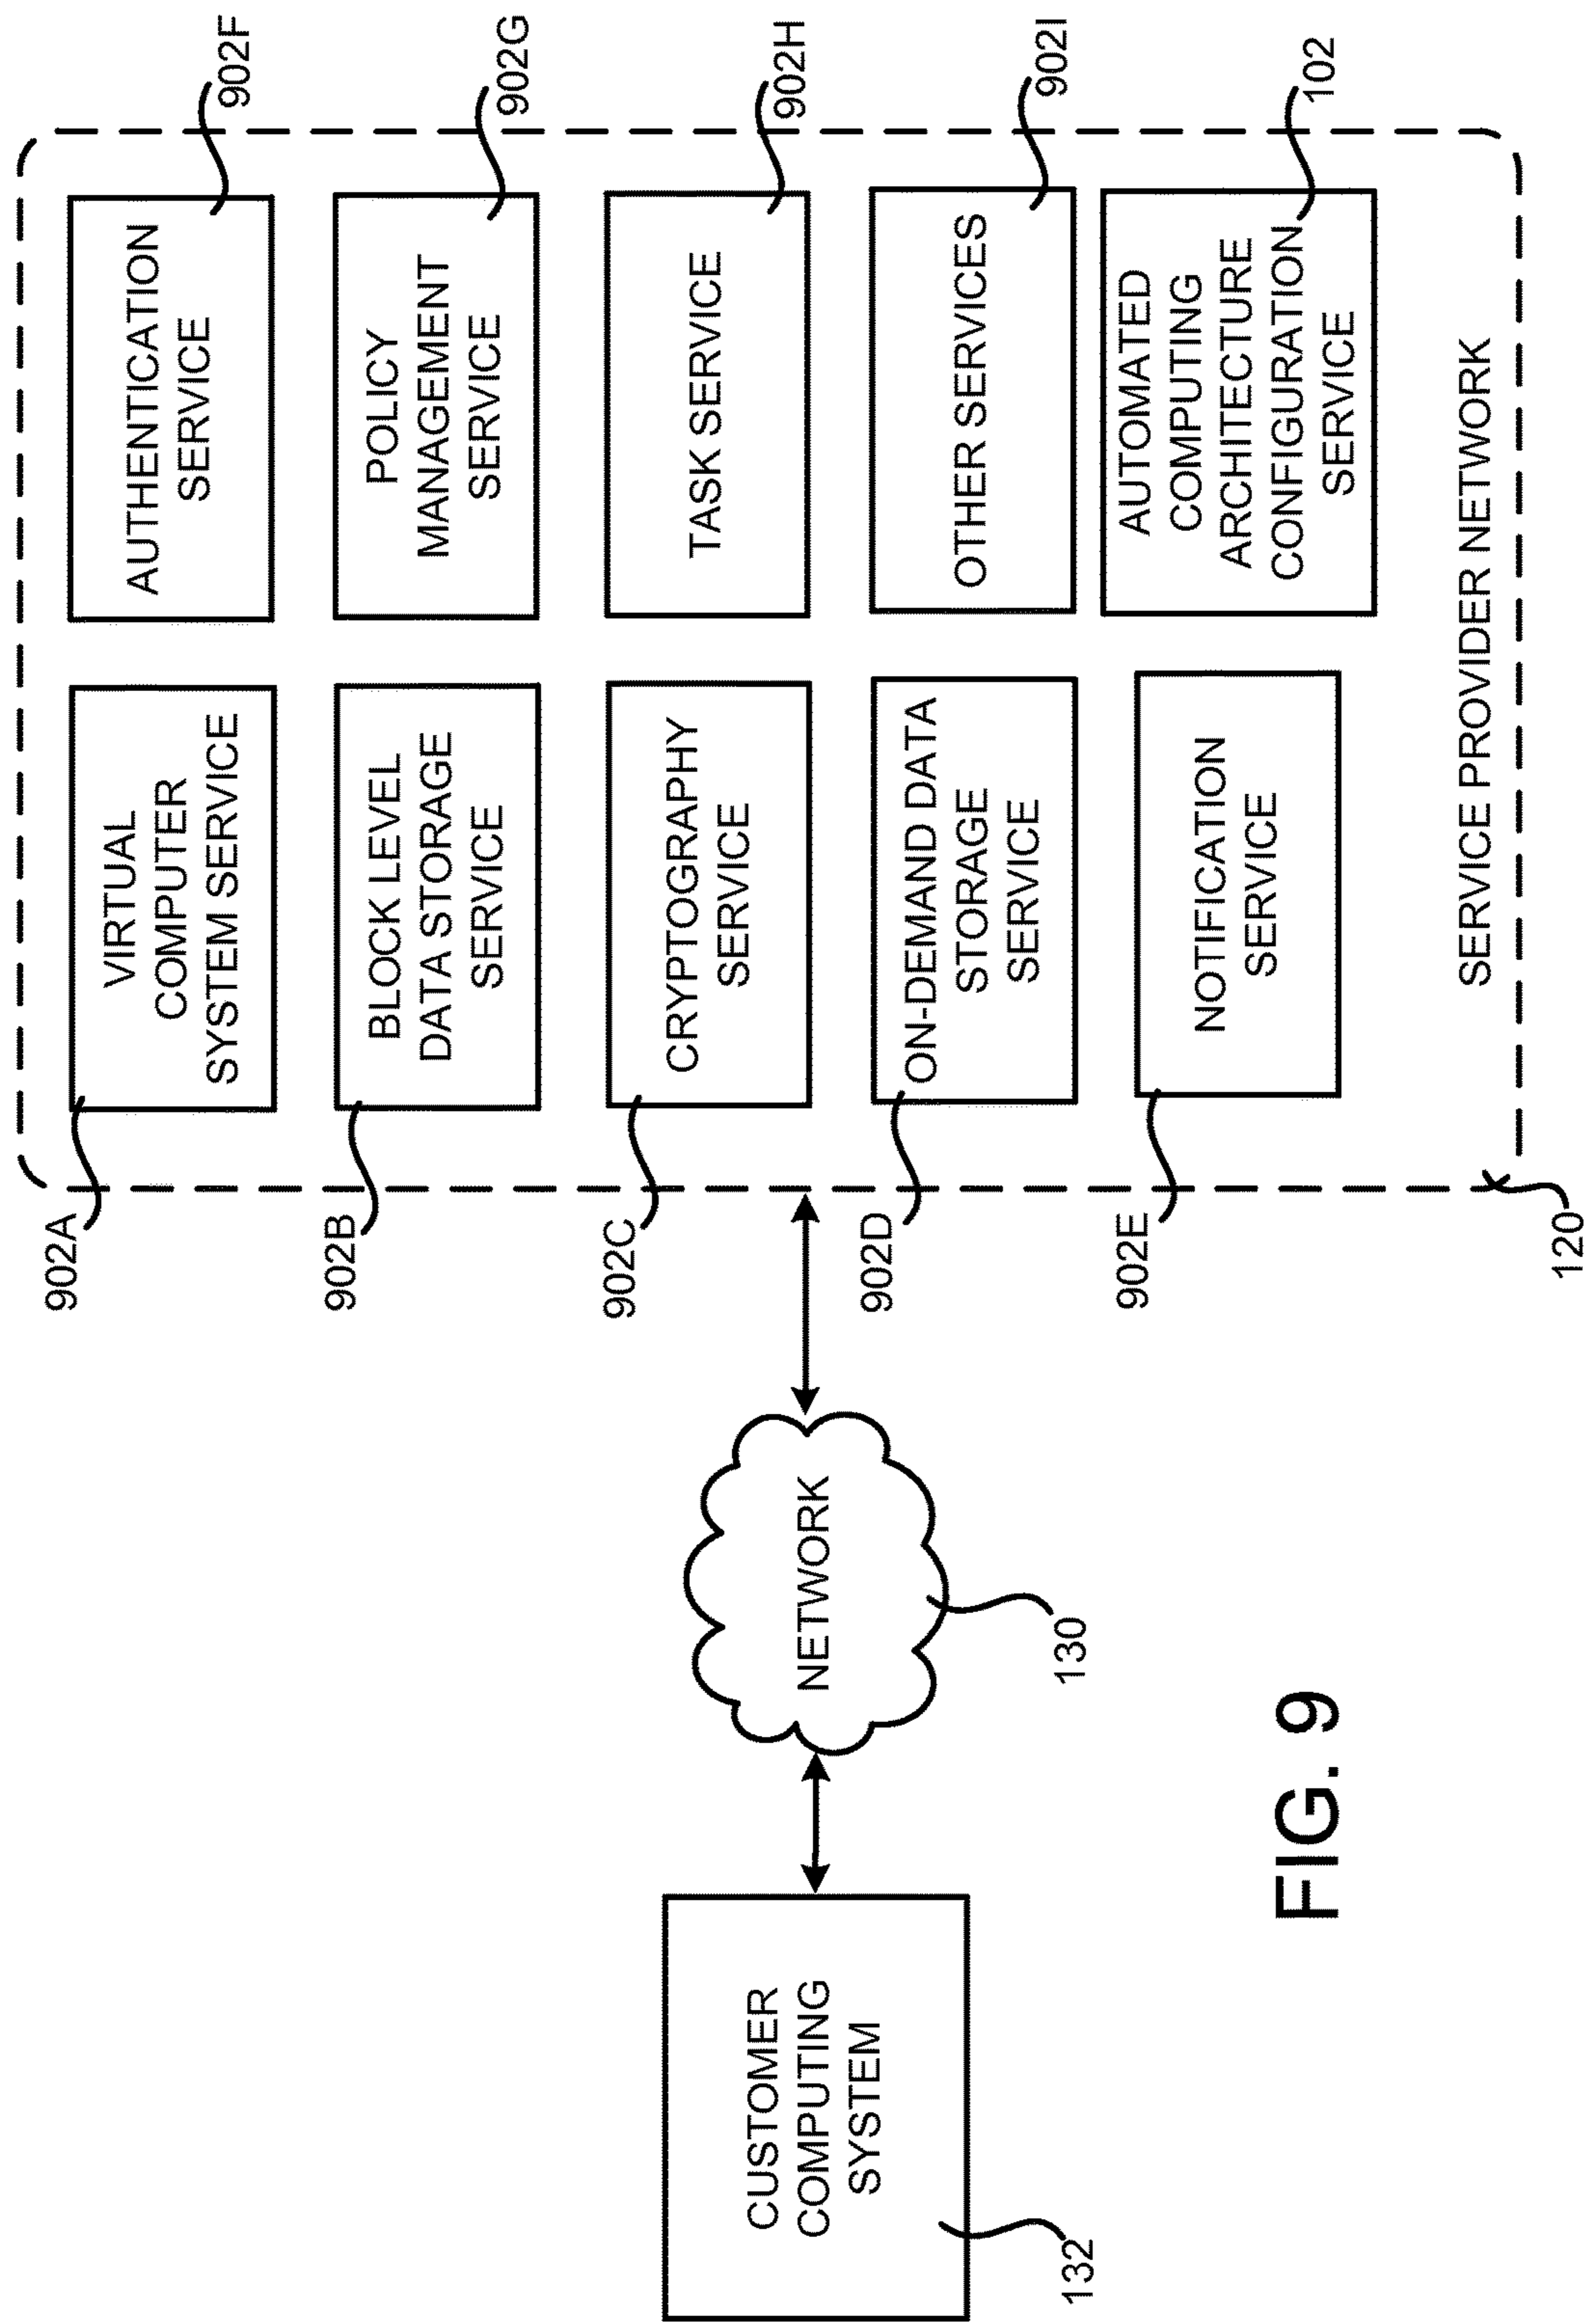 902A
VIRTUAL
COMPUTER
SYSTEM SERVICE
AUTHENTICATION
SERVICE
902F
902B
BLOCK LEVEL
DATA STORAGE
SERVICE
POLICY
MANAGEMENT
SERVICE
902G
CUSTOMER
COMPUTING
SYSTEM
132
NETWORK
130
902C
CRYPTOGRAPHY
SERVICE
TASK SERVICE
902H
902D
ON-DEMAND DATA
STORAGE
SERVICE
OTHER SERVICES
902I
902E
NOTIFICATION
SERVICE
AUTOMATED
COMPUTING
ARCHITECTURE
CONFIGURATION
SERVICE
102
SERVICE PROVIDER NETWORK
120
FIG. 9